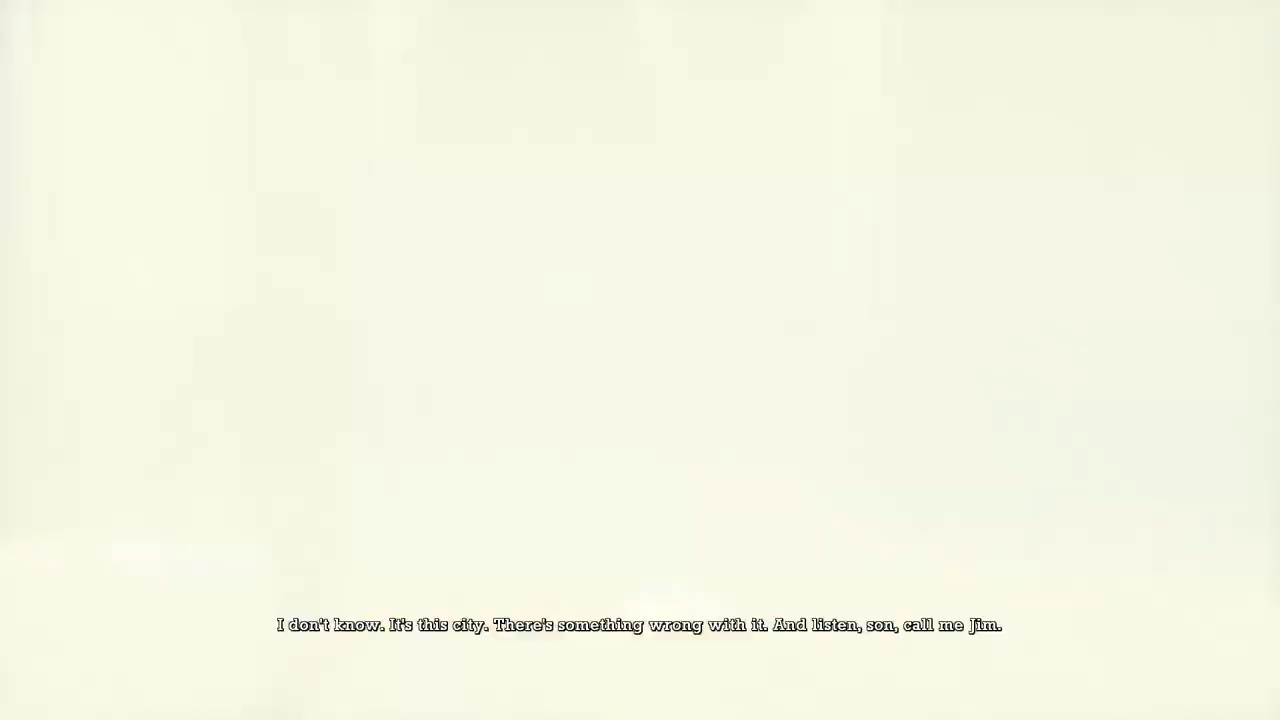 I don't know. It's this city. There's something wrong with it. And listen, son, call me Jim.